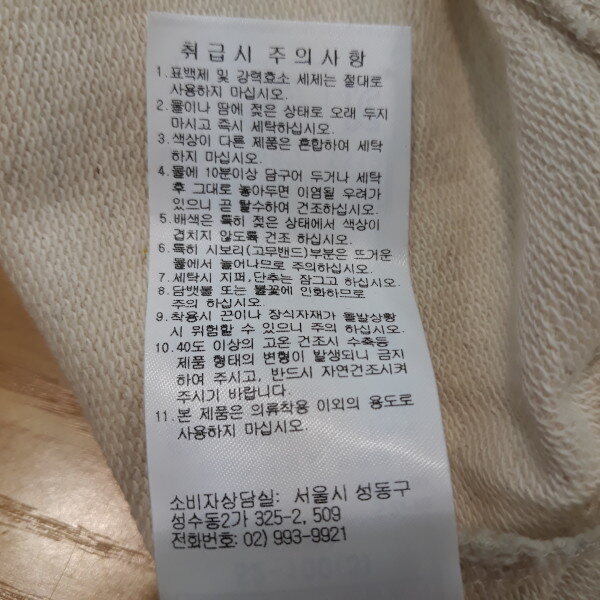 취급시 주의사항
1. 표백제 및 강력효소 세제는 절대로
사용하지 마십시오.
2. 물이나 땀에 젖은 상태로 오래 두지
마시고 즉시 세탁하십시오.
3. 색상이 다른 제품은 혼합하여 세탁
하지 마십시오.
4. 물에 10분이상 담구어 두거나 세탁
후 그대로 놓아두면 이염될 우려가
있으니 곧 탈수하여 건조하십시오.
5. 배색은 특히 젖은 상태에서 색상이
겹치지 않도록 건조 하십시오.
6. 특히 시보리(고무밴드)부분은 뜨거운
물에서 늘어나므로 주의하십시오.
7. 세탁시 지퍼,단추는 잠그고 하십시오.
8. 담뱃불 또는 불꽃에 인화하므로
주의 하십시오.
9. 착용시 끈이나 장식자재가 돌발상황
시 위험할 수 있으니 주의 하십시오.
10. 40도 이상의 고온 건조시 수축등
제품 형태의 변형이 발생되니 금지
하여 주시고, 반드시 자연건조시켜
주시기 바랍니다.
11. 본 제품은 의류착용 이외의 용도로
사용하지 마십시오.
소비자상담실: 서울시 성동구
성수동2가 325-2, 509
전화번호: 02) 993-9921